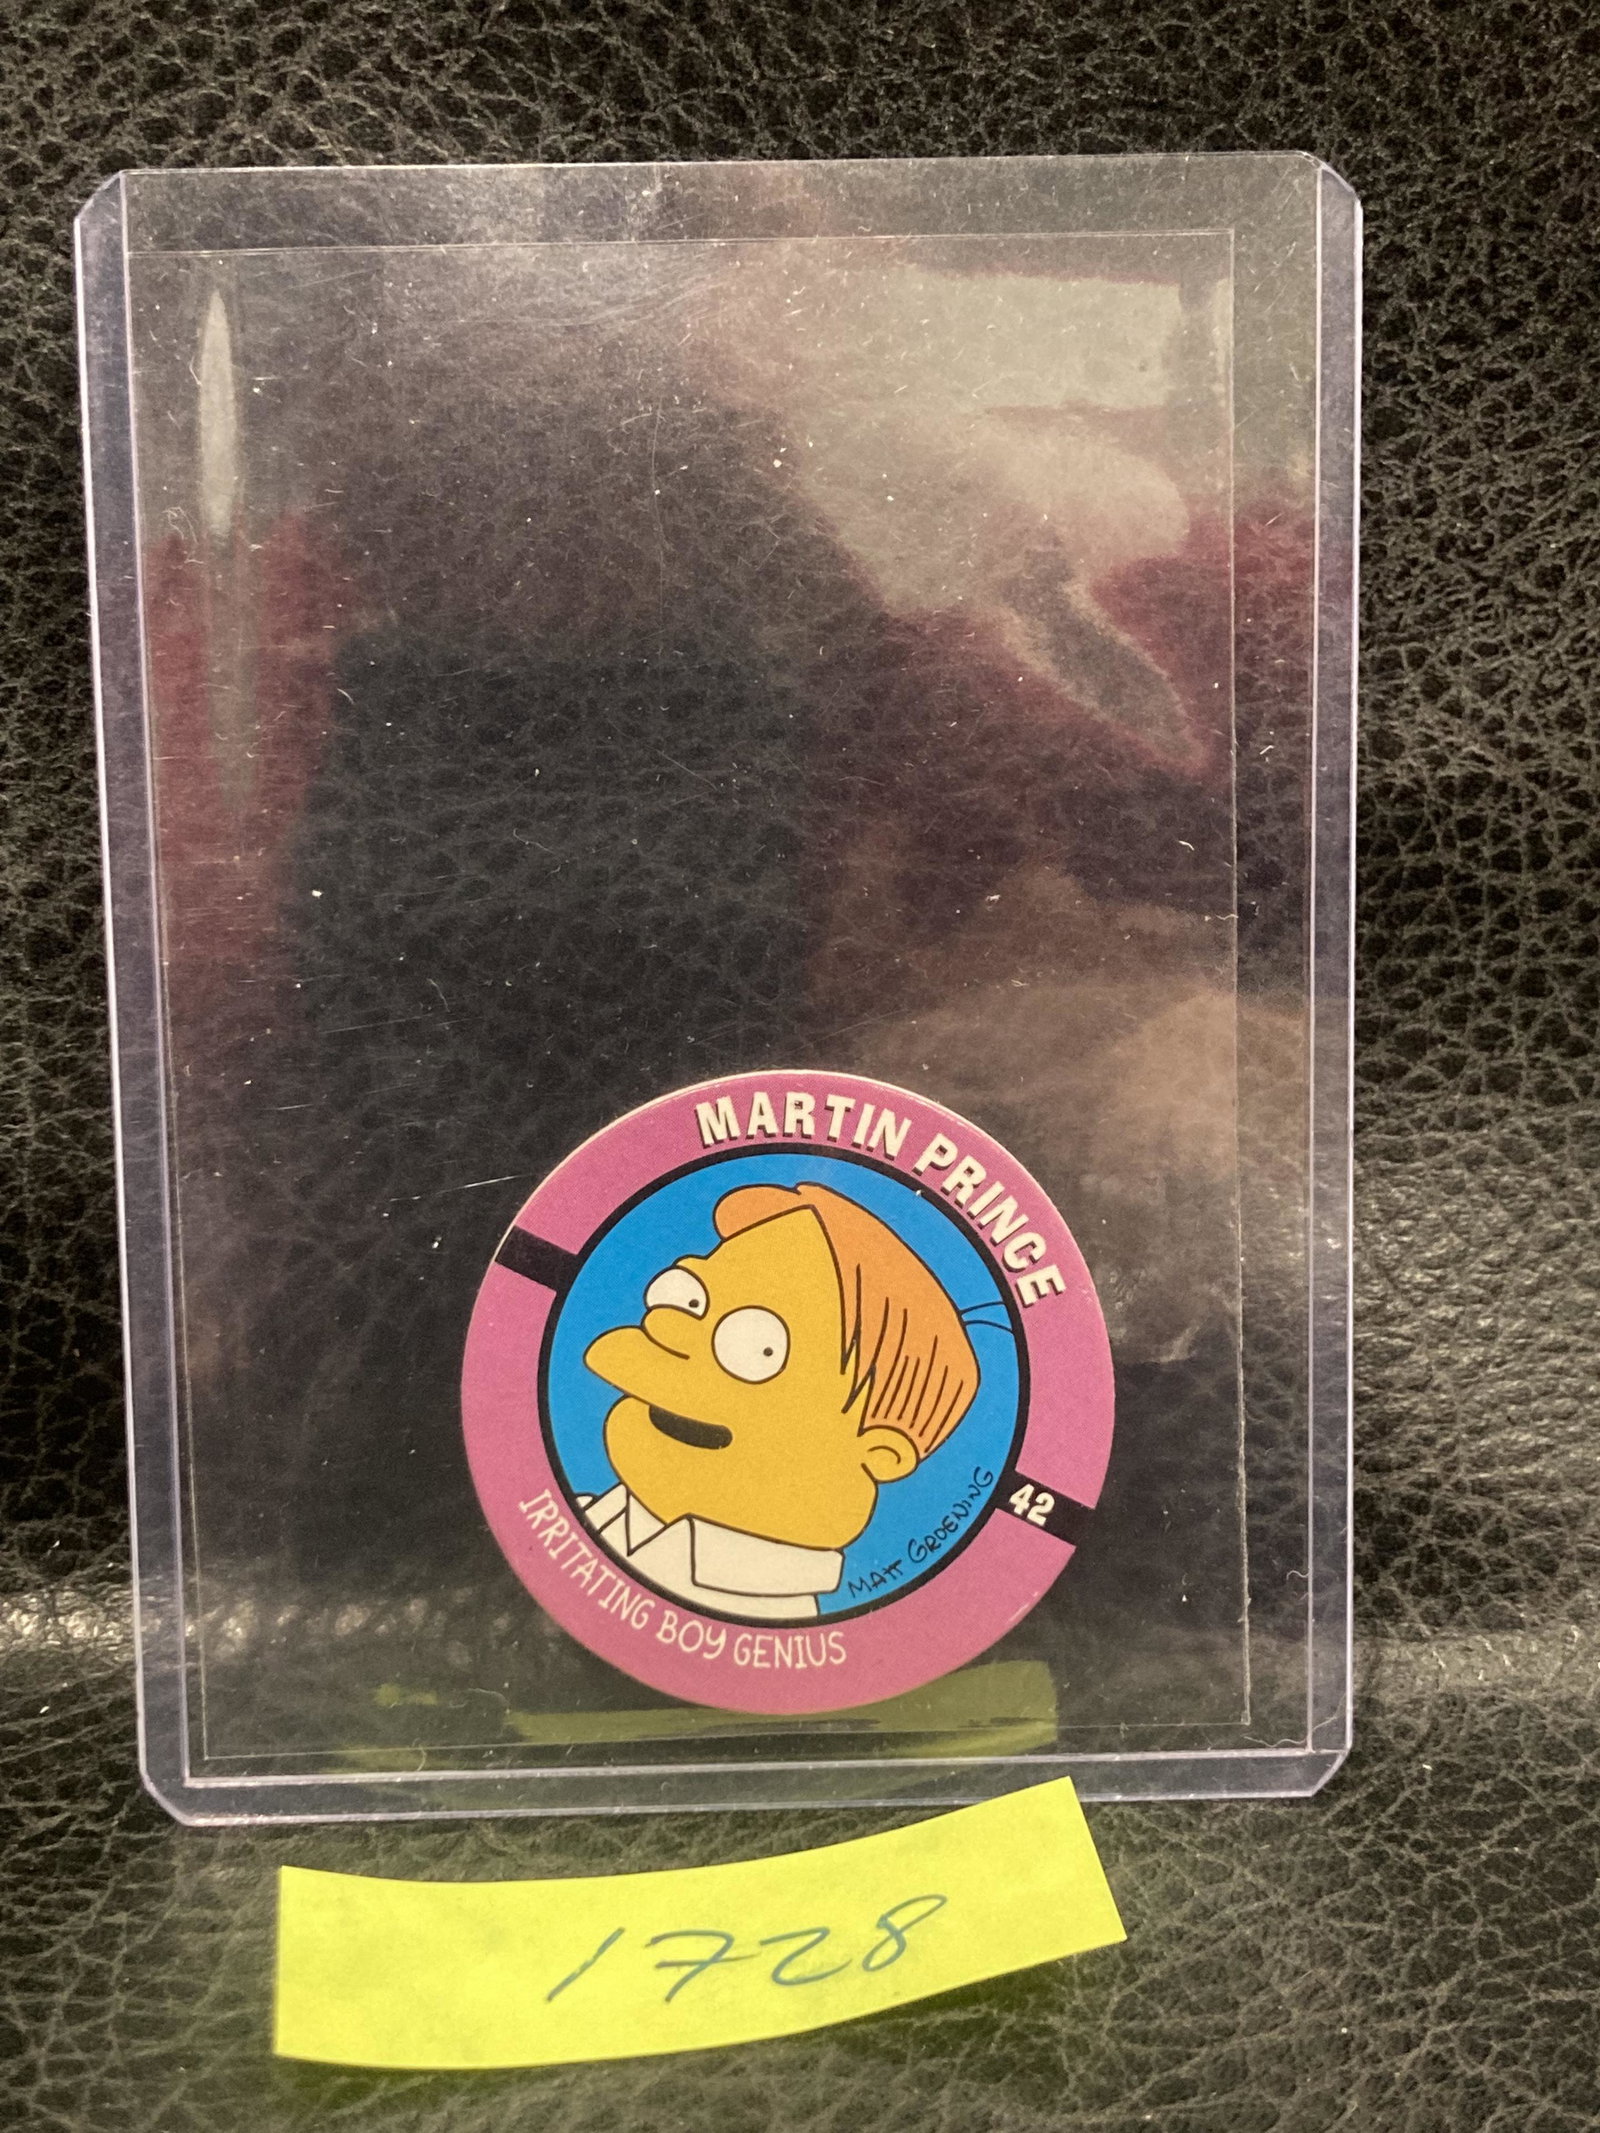 MARTIN PRINCE
42
MATT GROENING
IRRITATING BOY GENIUS
1728